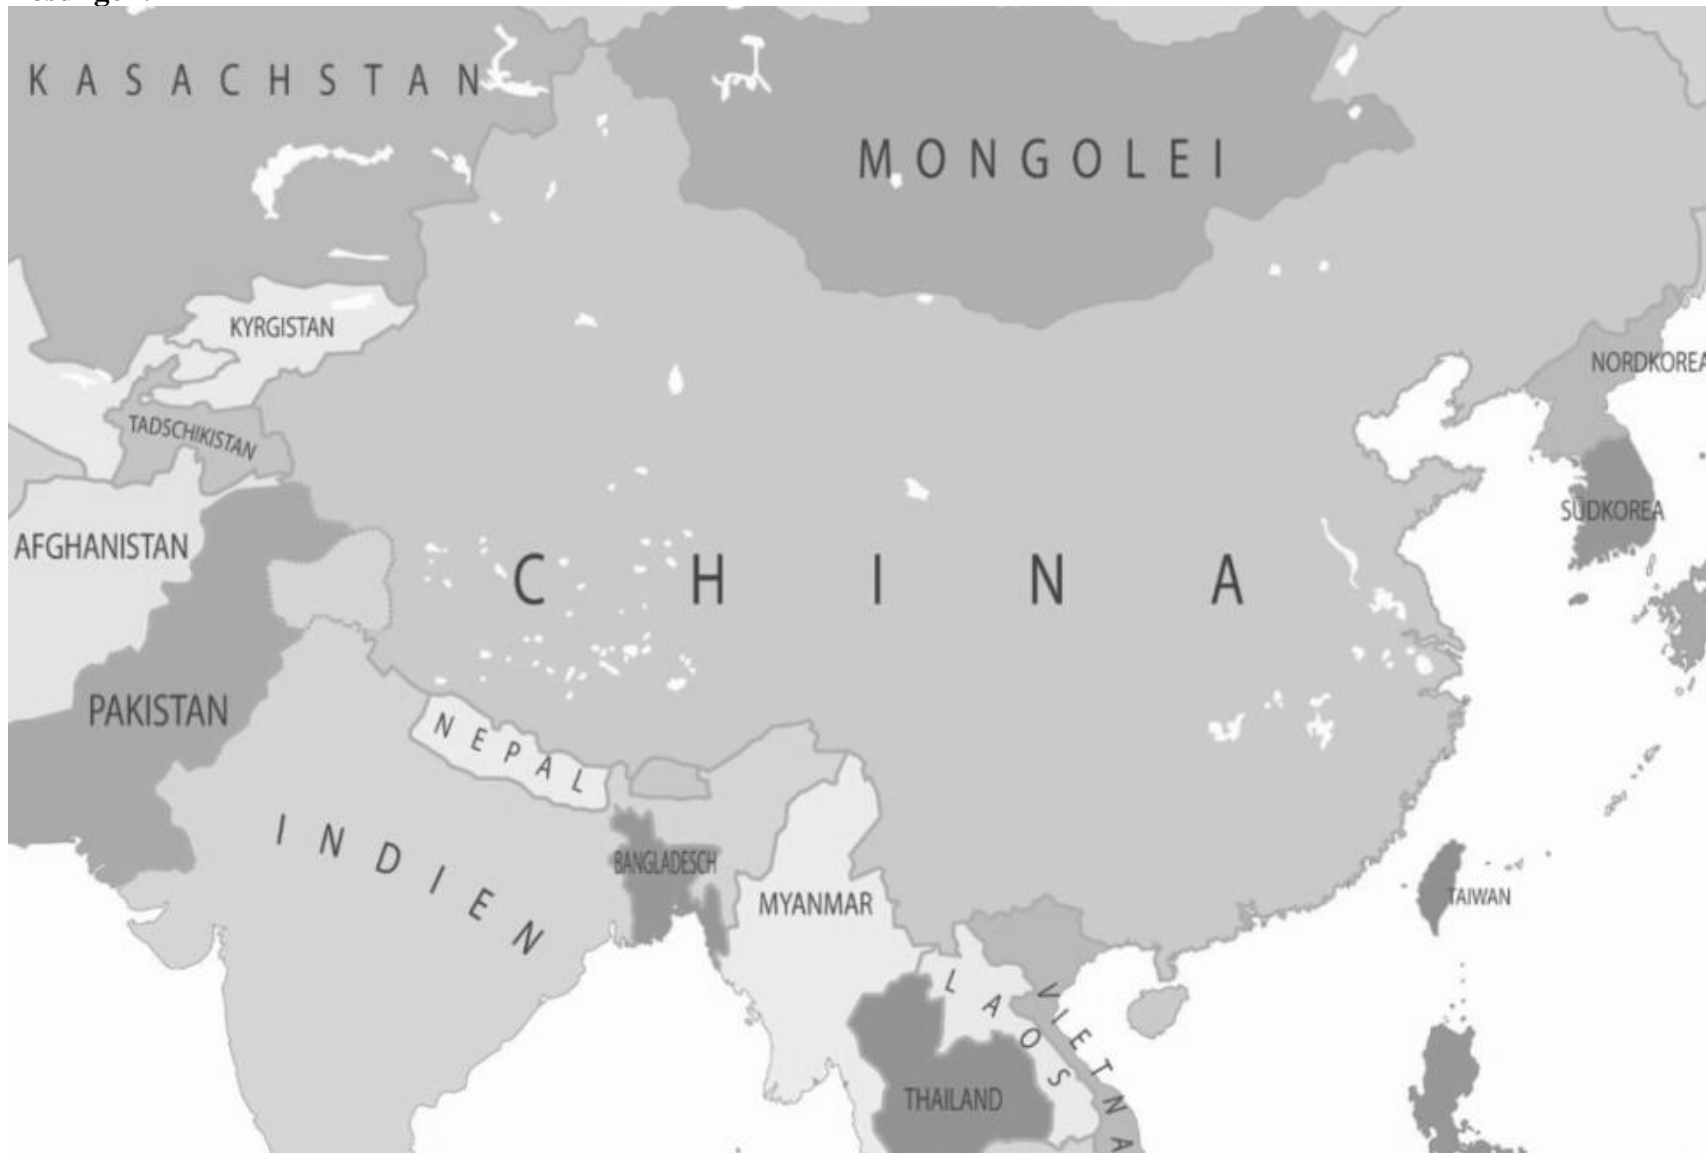 KASACHSTAN
MONGOLEI
KYRGISTAN
NORDKOREA
TADSCHIKISTAN
SÜDKOREA
AFGHANISTAN
CHINA
PAKISTAN
NEPAL
INDIEN
BANGLADESCH
MYANMAR
TAIWAN
LAOS
VIETNA
THAILAND